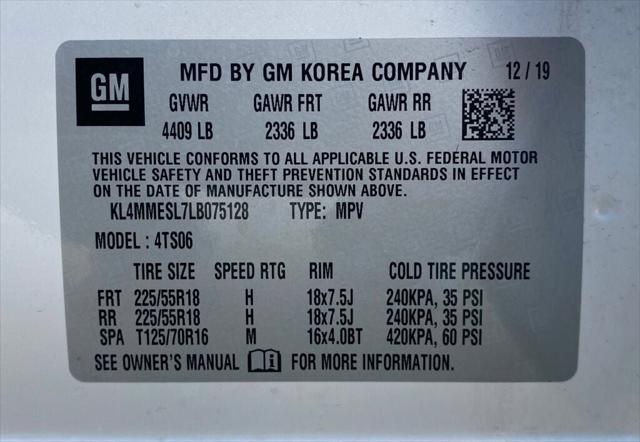 GM MFD BY GM KOREA COMPANY 12 / 19
GVWR GAWR FRT GAWR RR
4409 LB 2336 LB 2336 LB
THIS VEHICLE CONFORMS TO ALL APPLICABLE U.S. FEDERAL MOTOR
VEHICLE SAFETY AND THEFT PREVENTION STANDARDS IN EFFECT
ON THE DATE OF MANUFACTURE SHOWN ABOVE.
KL4MMESL7LB075128 TYPE: MPV
MODEL : 4TS06
TIRE SIZE SPEED RTG RIM COLD TIRE PRESSURE
FRT 225/55R18 H 18x7.5J 240KPA, 35 PSI
RR 225/55R18 H 18x7.5J 240KPA, 35 PSI
SPA T125/70R16 M 16x4.0BT 420KPA, 60 PSI
SEE OWNER'S MANUAL FOR MORE INFORMATION.